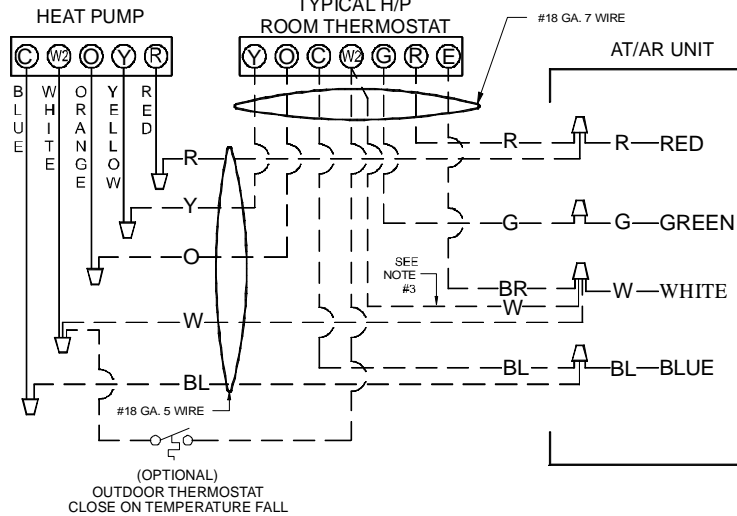 HEAT PUMP
TYPICAL H/P
ROOM THERMOSTAT
#18 GA. 7 WIRE
AT/AR UNIT
C W2 O Y R
Y O C W2 G R E
BLUE
WHITE
ORANGE
YELLOW
RED
R
R
R
RED
Y
G
G
GREEN
O
SEE
NOTE
#3
BR
W
W
WHITE
W
BL
BL
BLUE
BL
#18 GA. 5 WIRE
(OPTIONAL)
OUTDOOR THERMOSTAT
CLOSE ON TEMPERATURE FALL